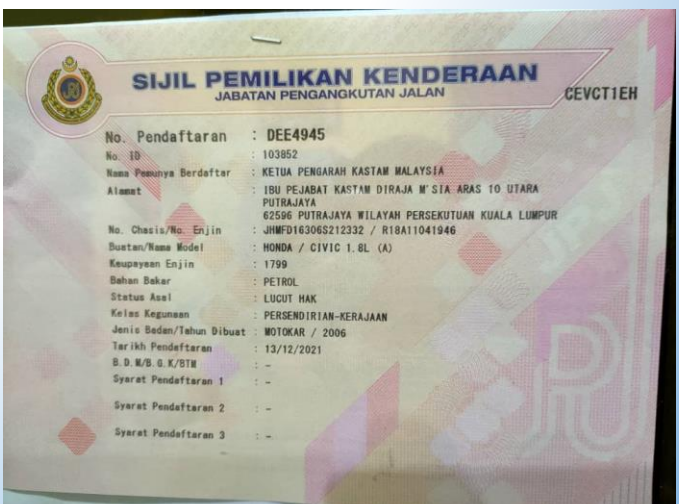 SIJIL PEMILIKAN KENDERAAN
JABATAN PENGANGKUTAN JALAN
CEVCT1EH
No. Pendaftaran : DEE4945
No. ID : 103852
Nama Pemunya Berdaftar : KETUA PENGARAH KASTAM MALAYSIA
Alamat : IBU PEJABAT KASTAM DIRAJA M'SIA ARAS 10 UTARA
PUTRAJAYA
62596 PUTRAJAYA WILAYAH PERSEKUTUAN KUALA LUMPUR
No. Chasis/No. Enjin : JHMFD16306S212332 / R18A11041946
Buatan/Nama Model : HONDA / CIVIC 1.8L (A)
Keupayaan Enjin : 1799
Bahan Bakar : PETROL
Status Asal : LUCUT HAK
Kelas Kegunaan : PERSENDIRIAN-KERAJAAN
Jenis Badan/Tahun Dibuat : MOTOKAR / 2006
Tarikh Pendaftaran : 13/12/2021
B.D.M/B.G.K/BTM : -
Syarat Pendaftaran 1 : -
Syarat Pendaftaran 2 : -
Syarat Pendaftaran 3 : -